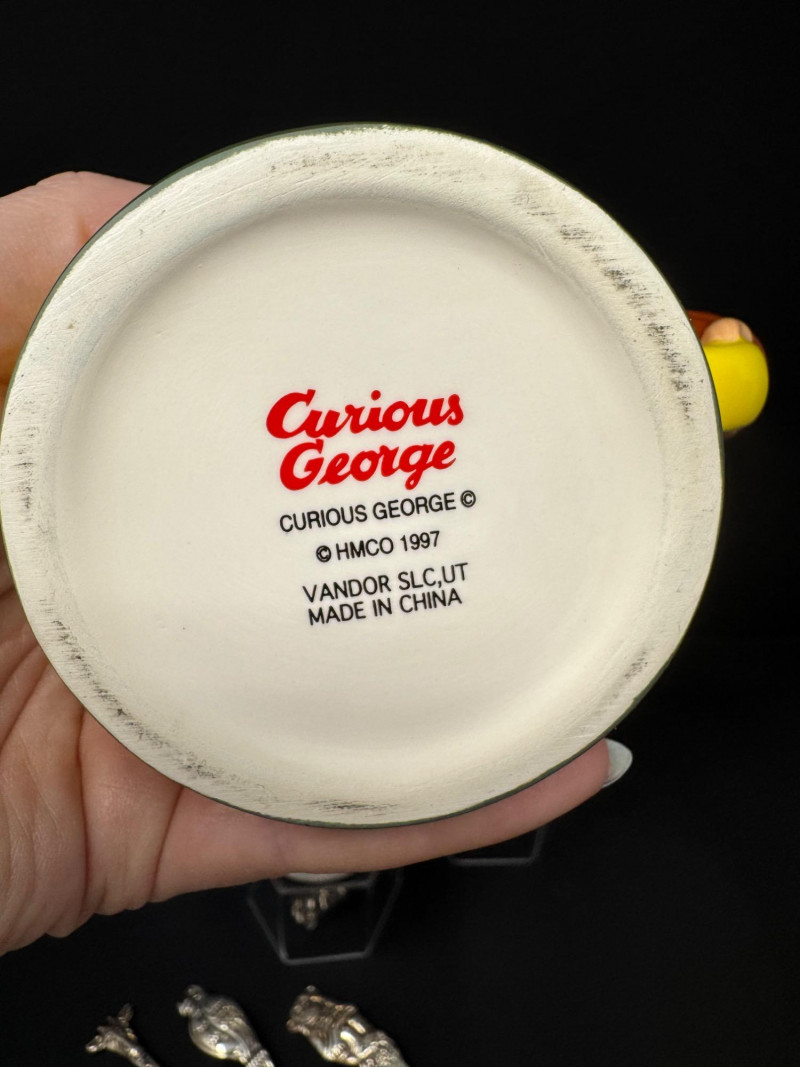 Curious
George
CURIOUS GEORGE ©
© HMCO 1997
VANDOR SLC,UT
MADE IN CHINA